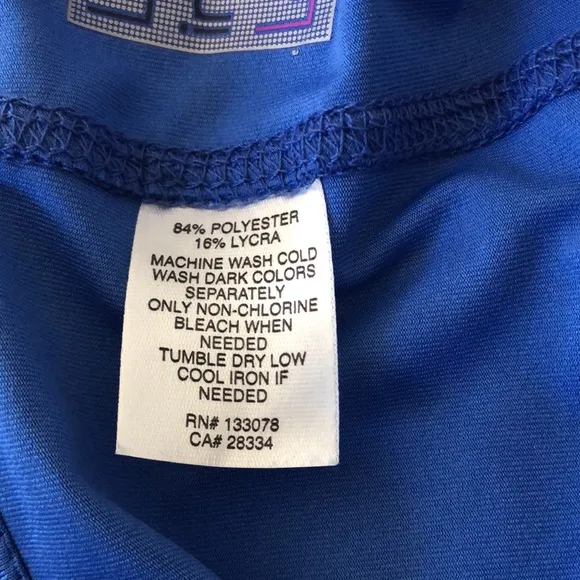 84% POLYESTER
16% LYCRA
MACHINE WASH COLD
WASH DARK COLORS
SEPARATELY
ONLY NON-CHLORINE
BLEACH WHEN
NEEDED
TUMBLE DRY LOW
COOL IRON IF
NEEDED
RN# 133078
CA# 28334